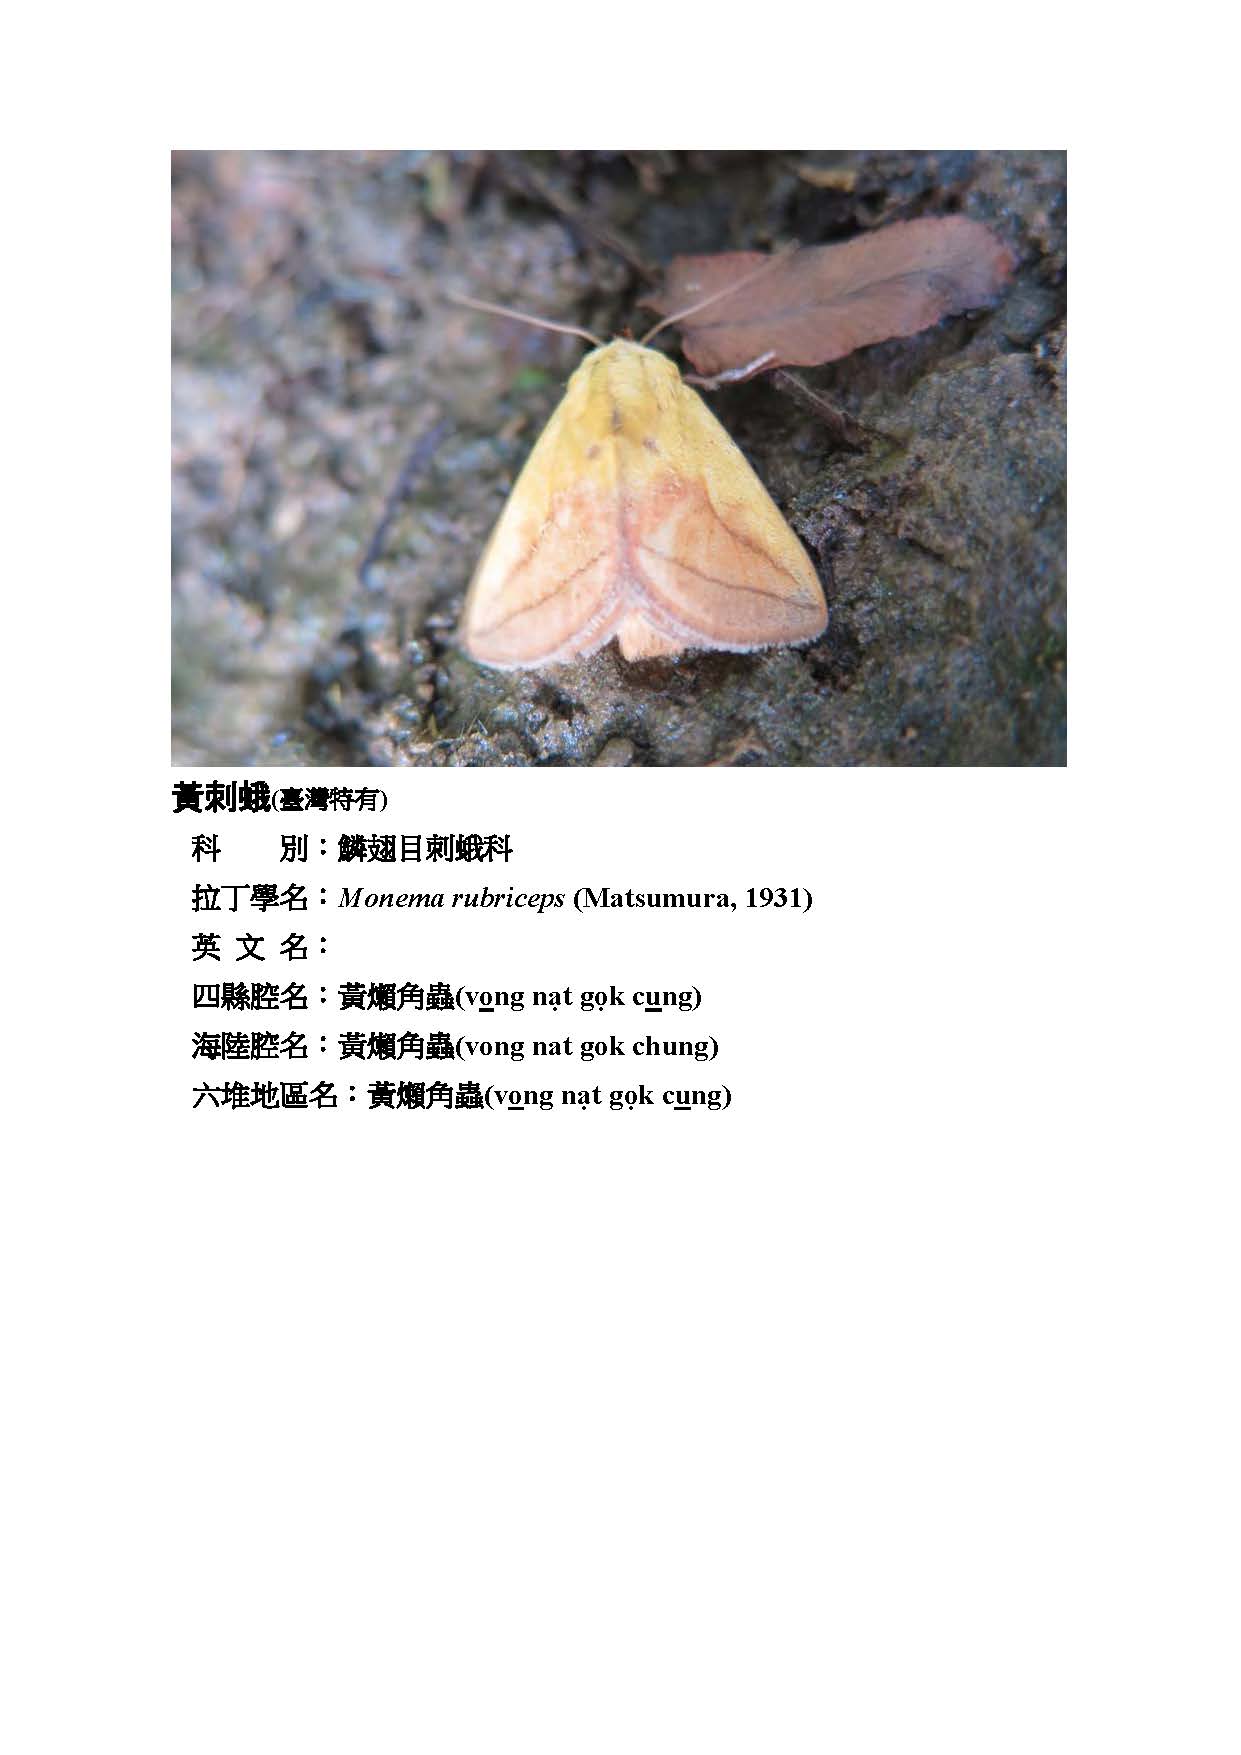 黃刺蛾(臺灣特有)
科　　別：鱗翅目刺蛾科
拉丁學名：Monema rubriceps (Matsumura, 1931)
英 文 名：
四縣腔名：黃懶角蟲(vo̲ng nạt gọk cu̲ng)
海陸腔名：黃懶角蟲(vong nat gok chung)
六堆地區名：黃懶角蟲(vo̲ng nạt gọk cu̲ng)